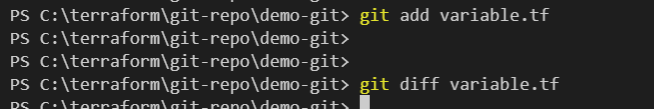 PS C:\terraform\git-repo\demo-git> git add variable.tf
PS C:\terraform\git-repo\demo-git>
PS C:\terraform\git-repo\demo-git>
PS C:\terraform\git-repo\demo-git> git diff variable.tf
PS C:\terraform\git-repo\demo-git>